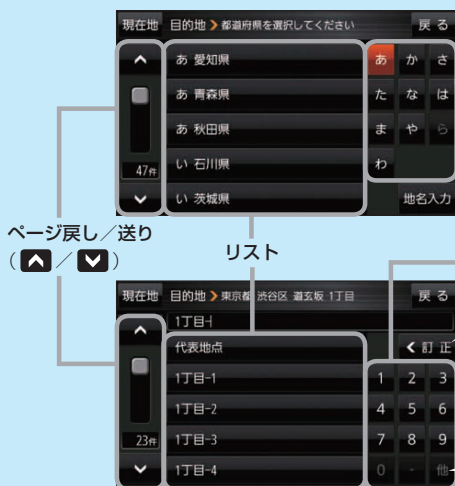 現在地 目的地 > 都道府県を選択してください 戻る
あ 愛知県 あ か さ
あ 青森県 た な は
あ 秋田県 ま や ら
い 石川県 わ
47件
い 茨城県 地名入力
ページ戻し／送り
( / )
リスト
現在地 目的地 > 東京都 渋谷区 道玄坂 1丁目 戻る
1丁目-
代表地点 訂正
1丁目-1 1 2 3
1丁目-2 4 5 6
23件 1丁目-3 7 8 9
1丁目-4 0 - 他